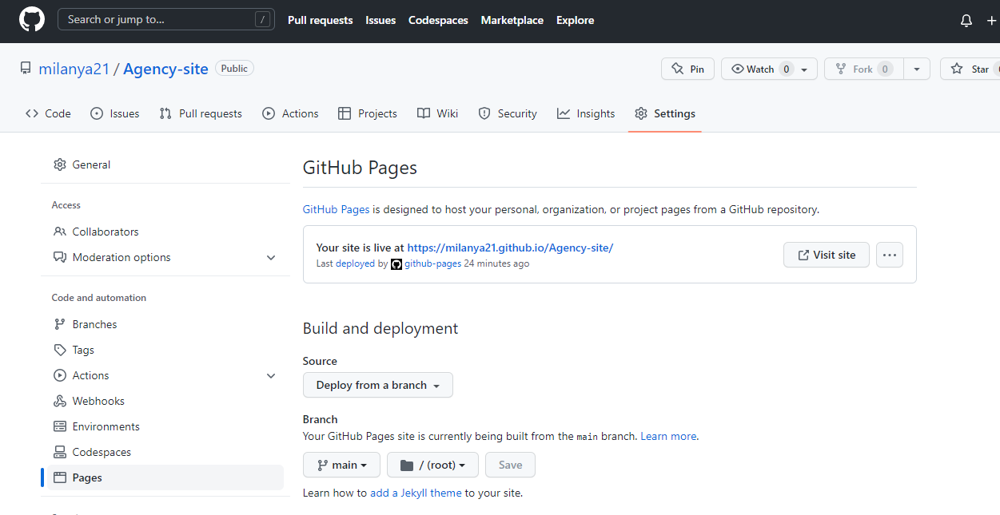 Search or jump to... / Pull requests Issues Codespaces Marketplace Explore
milanya21 / Agency-site Public Pin Watch 0 Fork 0 Star
Code Issues Pull requests Actions Projects Wiki Security Insights Settings
General
Access
Collaborators
Moderation options
Code and automation
Branches
Tags
Actions
Webhooks
Environments
Codespaces
Pages
GitHub Pages
GitHub Pages is designed to host your personal, organization, or project pages from a GitHub repository.
Your site is live at https://milanya21.github.io/Agency-site/
Last deployed by github-pages 24 minutes ago
Visit site
Build and deployment
Source
Deploy from a branch
Branch
Your GitHub Pages site is currently being built from the main branch. Learn more.
main / (root) Save
Learn how to add a Jekyll theme to your site.